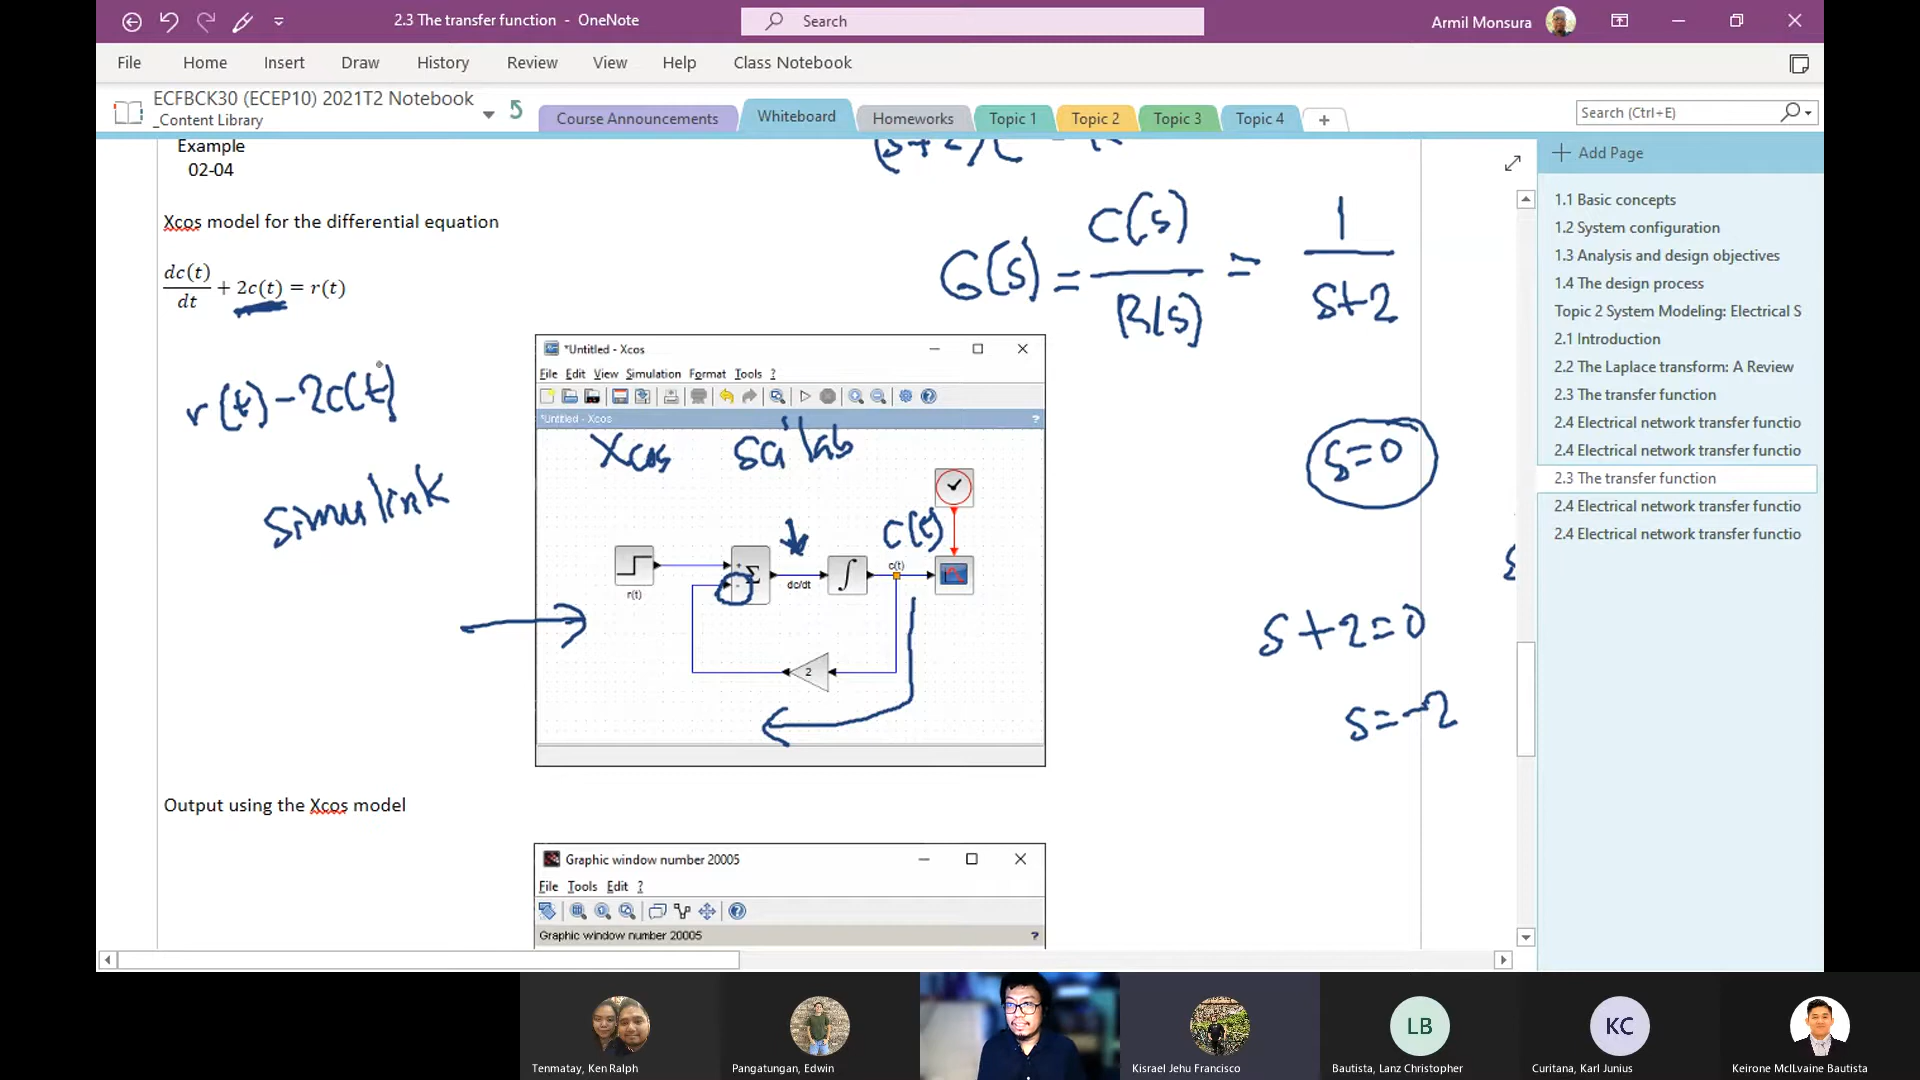 2.3 The transfer function - OneNote
Search
Armil Monsura
File Home Insert Draw History Review View Help Class Notebook
ECFBCK30 (ECEP10) 2021T2 Notebook
_Content Library
Course Announcements Whiteboard Homeworks Topic 1 Topic 2 Topic 3 Topic 4 +
Search (Ctrl+E)
Add Page
1.1 Basic concepts
1.2 System configuration
1.3 Analysis and design objectives
1.4 The design process
Topic 2 System Modeling: Electrical S
2.1 Introduction
2.2 The Laplace transform: A Review
2.3 The transfer function
2.4 Electrical network transfer functio
2.4 Electrical network transfer functio
2.3 The transfer function
2.4 Electrical network transfer functio
2.4 Electrical network transfer functio
Example
02-04
Xcos model for the differential equation
dc(t)/dt + 2c(t) = r(t)
G(s) = C(s)/R(s) = 1/s+2
r(t) - 2c(t)
simulink
*Untitled - Xcos
File Edit View Simulation Format Tools ?
*Untitled - Xcos ?
Xcos scilab
c(t)
+
-
Σ
∫
r(t)
dc/dt
c(t)
2
s=0
s+2=0
s=-2
Output using the Xcos model
Graphic window number 20005
File Tools Edit ?
Graphic window number 20005 ?
Tenmatay, Ken Ralph
Pangatungan, Edwin
Kisrael Jehu Francisco
LB
Bautista, Lanz Christopher
KC
Curitana, Karl Junius
Keirone McIlvaine Bautista